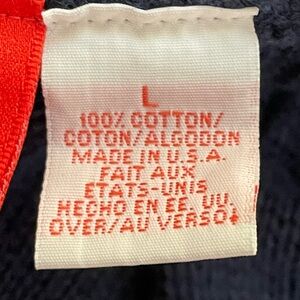 L
100% COTTON/
COTON/ALGODON
MADE IN U.S.A.
FAIT AUX
ETATS-UNIS
HECHO EN EE. UU.
OVER/AU VERSO